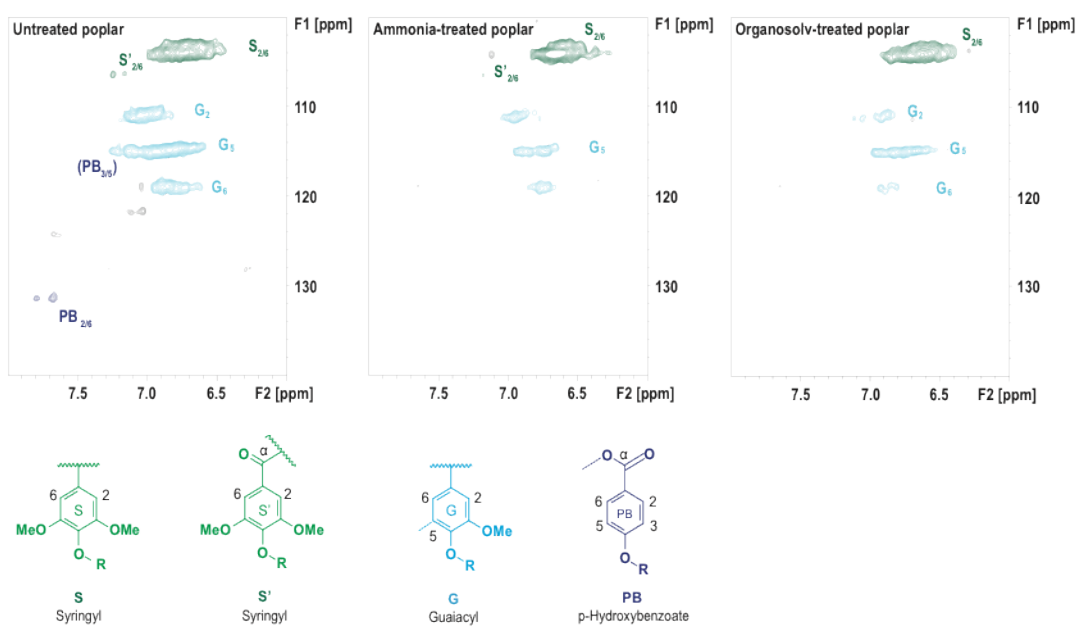 Untreated poplar
F1 [ppm]
S2/6
S'2/6
110
G2
G5
(PB3/5)
G6
120
130
PB 2/6
7.5 7.0 6.5 F2 [ppm]
Ammonia-treated poplar
F1 [ppm]
S2/6
S'2/6
110
G5
120
130
7.5 7.0 6.5 F2 [ppm]
Organosolv-treated poplar
F1 [ppm]
S2/6
G2
110
G5
G6
120
130
7.5 7.0 6.5 F2 [ppm]
6 2
S
MeO OMe
O
R
S
Syringyl
O α
6 2
S'
MeO OMe
O
R
S'
Syringyl
6 2
G
5 OMe
O
R
G
Guaiacyl
O α O
6 2
PB
5 3
O
R
PB
p-Hydroxybenzoate